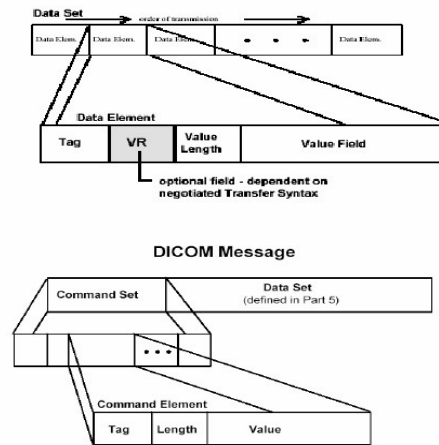 Data Set
order of transmission
Data Elem. Data Elem. Data Elem. • • • Data Elem.
Data Element
Tag VR Value Length Value Field
optional field - dependent on
negotiated Transfer Syntax
DICOM Message
Command Set
Data Set
(defined in Part 5)
• • •
Command Element
Tag Length Value